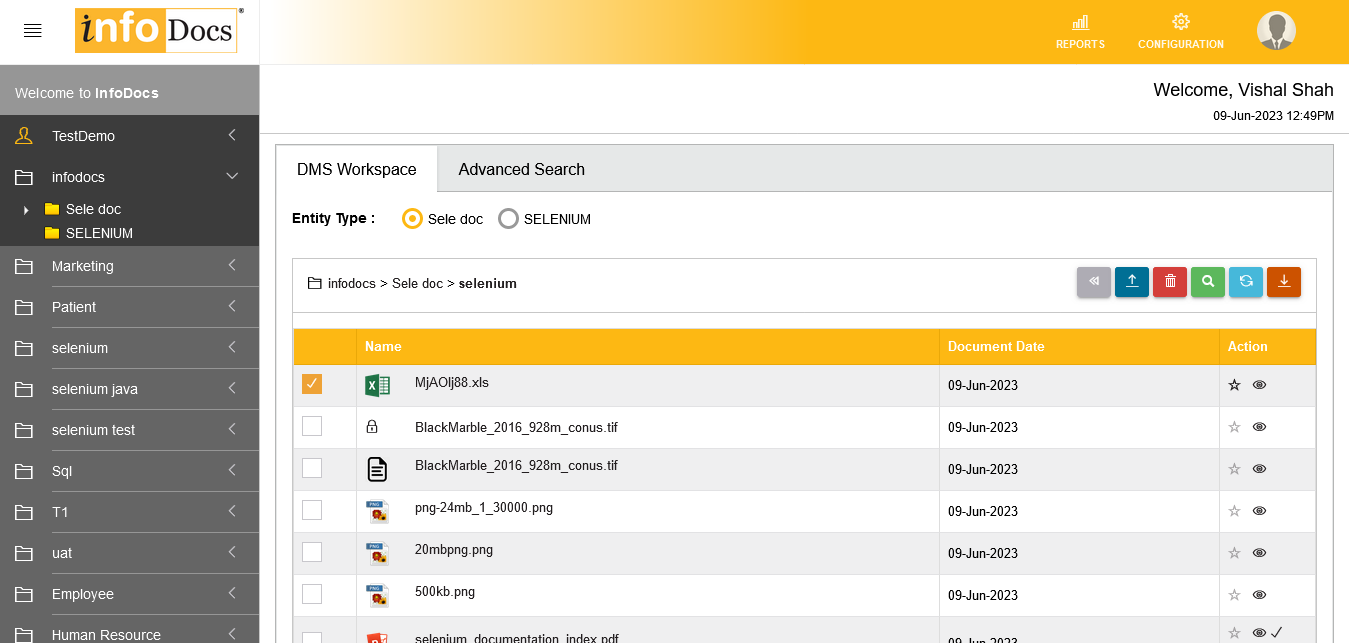 info Docs®
REPORTS
CONFIGURATION
Welcome to InfoDocs
Welcome, Vishal Shah
09-Jun-2023 12:49PM
TestDemo
infodocs
Sele doc
SELENIUM
Marketing
Patient
selenium
selenium java
selenium test
Sql
T1
uat
Employee
Human Resource
DMS Workspace
Advanced Search
Entity Type : Sele doc SELENIUM
infodocs > Sele doc > selenium
Name Document Date Action
MjAOlj88.xls 09-Jun-2023
BlackMarble_2016_928m_conus.tif 09-Jun-2023
BlackMarble_2016_928m_conus.tif 09-Jun-2023
PNG png-24mb_1_30000.png 09-Jun-2023
PNG 20mbpng.png 09-Jun-2023
PNG 500kb.png 09-Jun-2023
selenium_documentation_index.pdf 09-Jun-2023